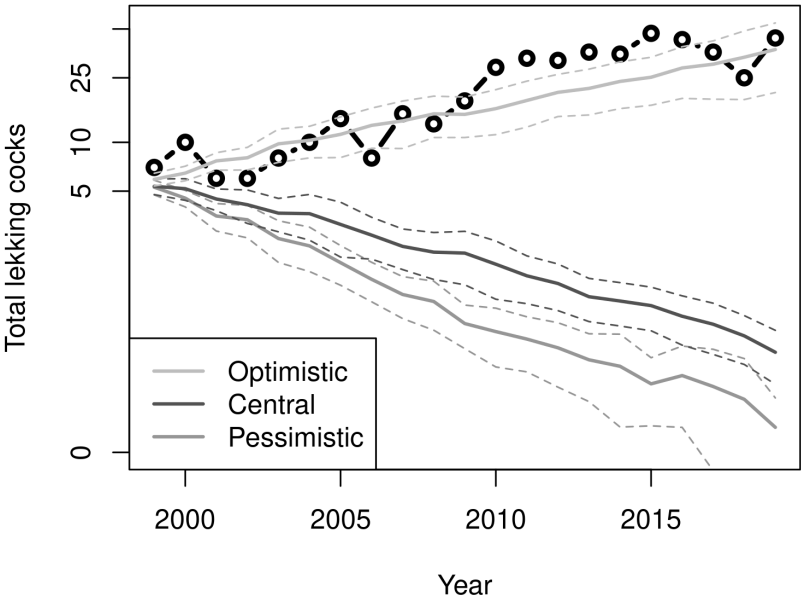 Total lekking cocks
25
10
5
0
Optimistic
Central
Pessimistic
2000 2005 2010 2015
Year